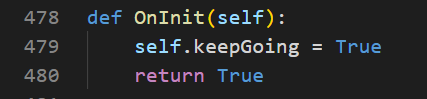 478 def OnInit(self):
479 self.keepGoing = True
480 return True